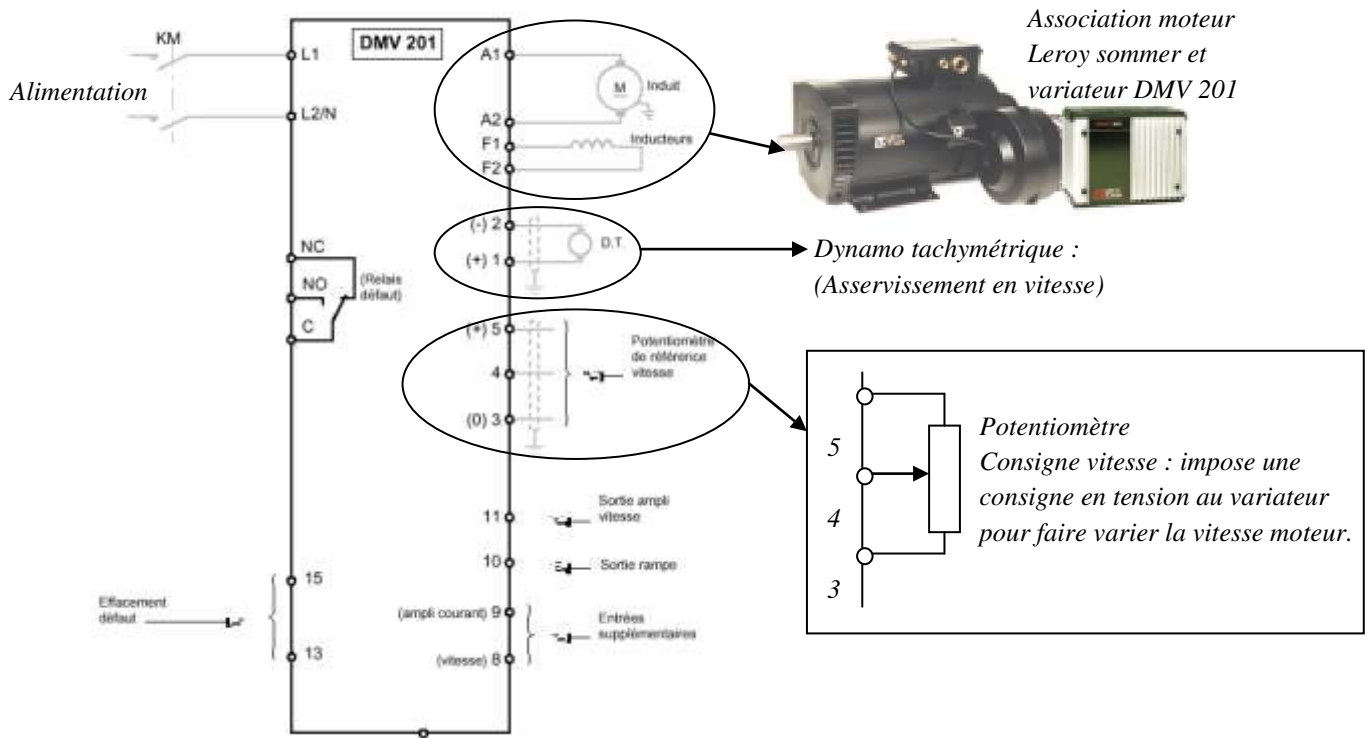 KM
DMV 201
L1
Alimentation
L2/N
A1
M
Induit
A2
F1
Inducteurs
F2
Association moteur
Leroy sommer et
variateur DMV 201
(-) 2
D.T.
(+) 1
Dynamo tachymétrique :
(Asservissement en vitesse)
NC
NO
(Relais
défaut)
C
(+) 5
Potentiomètre
de référence
vitesse
4
(0) 3
5
4
3
Potentiomètre
Consigne vitesse : impose une
consigne en tension au variateur
pour faire varier la vitesse moteur.
11
Sortie ampli
vitesse
10
Sortie rampe
15
Effacement
défaut
13
(ampli courant) 9
Entrées
supplémentaires
(vitesse) 8